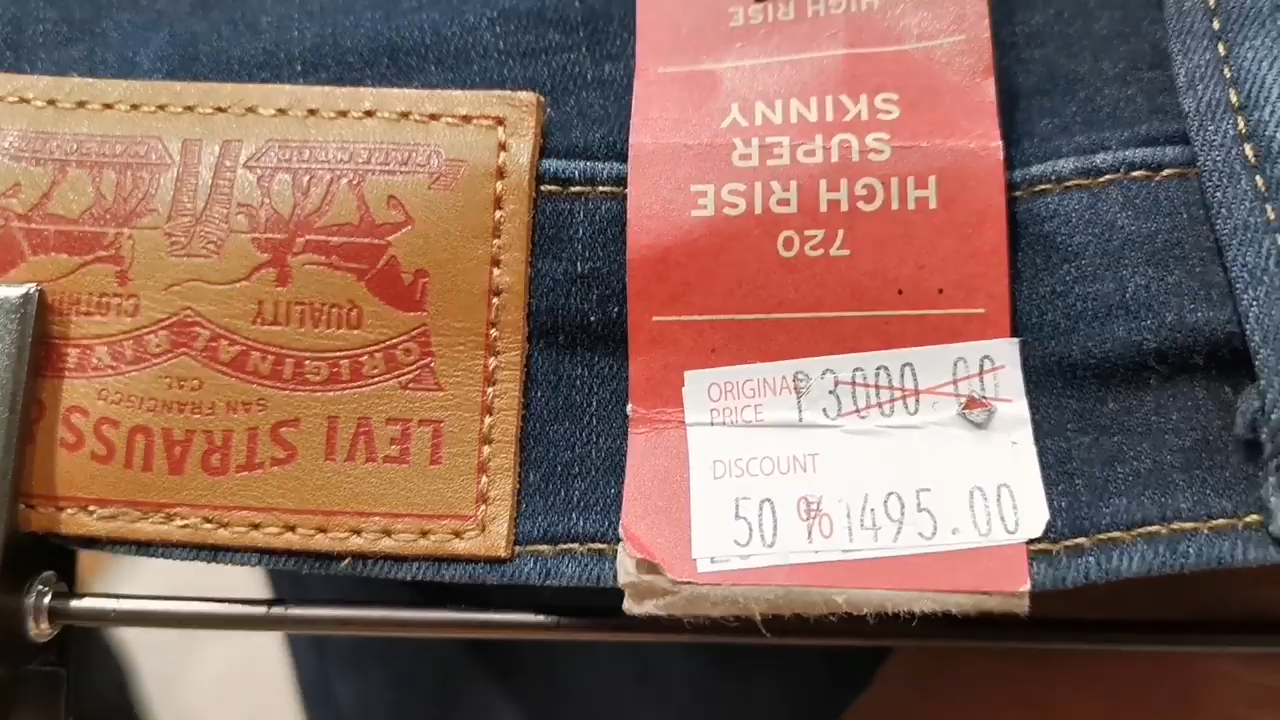 LEVI STRAUSS &
SAN FRANCISCO
CAL
ORIGINAL
QUALITY
HIGH RISE
720
HIGH RISE
SUPER
SKINNY
ORIGINAL
PRICE ₱3000.00
DISCOUNT
50 % ₱1495.00